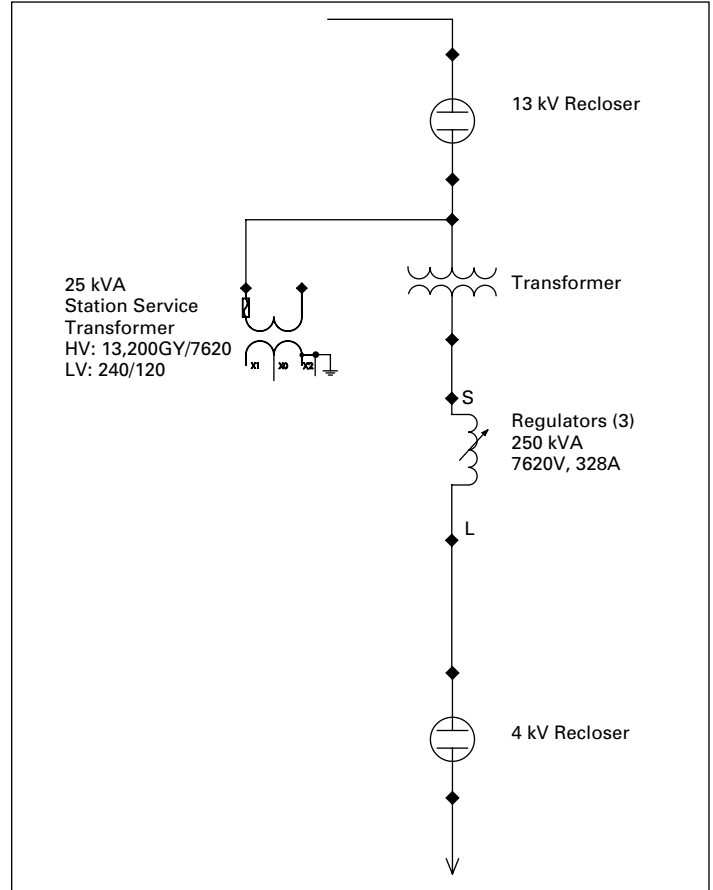 13 kV Recloser
25 kVA
Station Service
Transformer
HV: 13,200GY/7620
LV: 240/120
X1 X0 X2
Transformer
S
Regulators (3)
250 kVA
7620V, 328A
L
4 kV Recloser